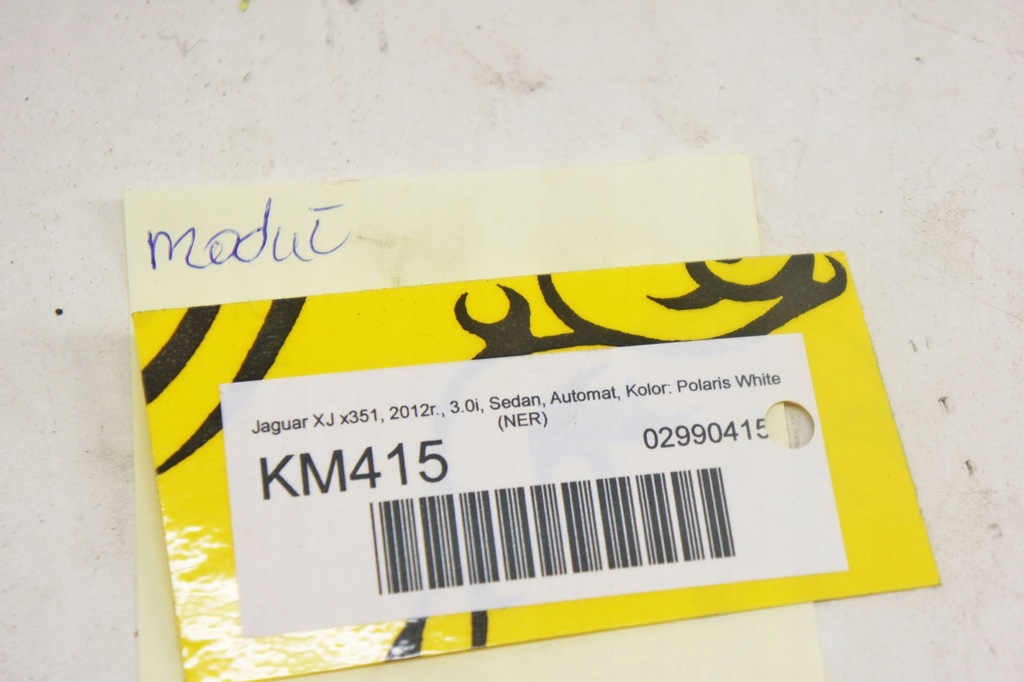 moduł
Jaguar XJ x351, 2012r., 3.0i, Sedan, Automat, Kolor: Polaris White
(NER)
KM415
02990415